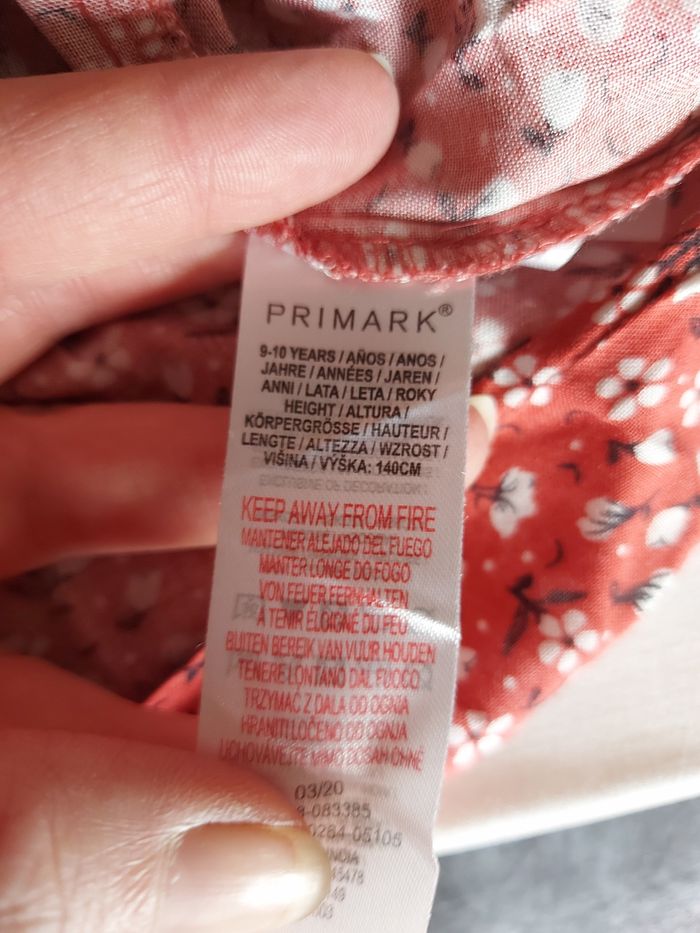 PRIMARK®
9-10 YEARS / AÑOS / ANOS /
JAHRE / ANNÉES / JAREN /
ANNI / LATA / LETA / ROKY
HEIGHT / ALTURA /
KÖRPERGRÖSSE / HAUTEUR /
LENGTE / ALTEZZA / WZROST /
VIŠINA / VÝŠKA: 140CM
KEEP AWAY FROM FIRE
MANTENER ALEJADO DEL FUEGO
MANTER LONGE DO FOGO
VON FEUER FERNHALTEN
À TENIR ÉLOIGNÉ DU FEU
BUITEN BEREIK VAN VUUR HOUDEN
TENERE LONTANO DAL FUOCO
TRZYMAĆ Z DALA OD OGNIA
HRANITI LOČENO OD OGNJA
UCHOVÁVEJTE MIMO DOSAH OHNĚ
03/20
-083385
0284-05106